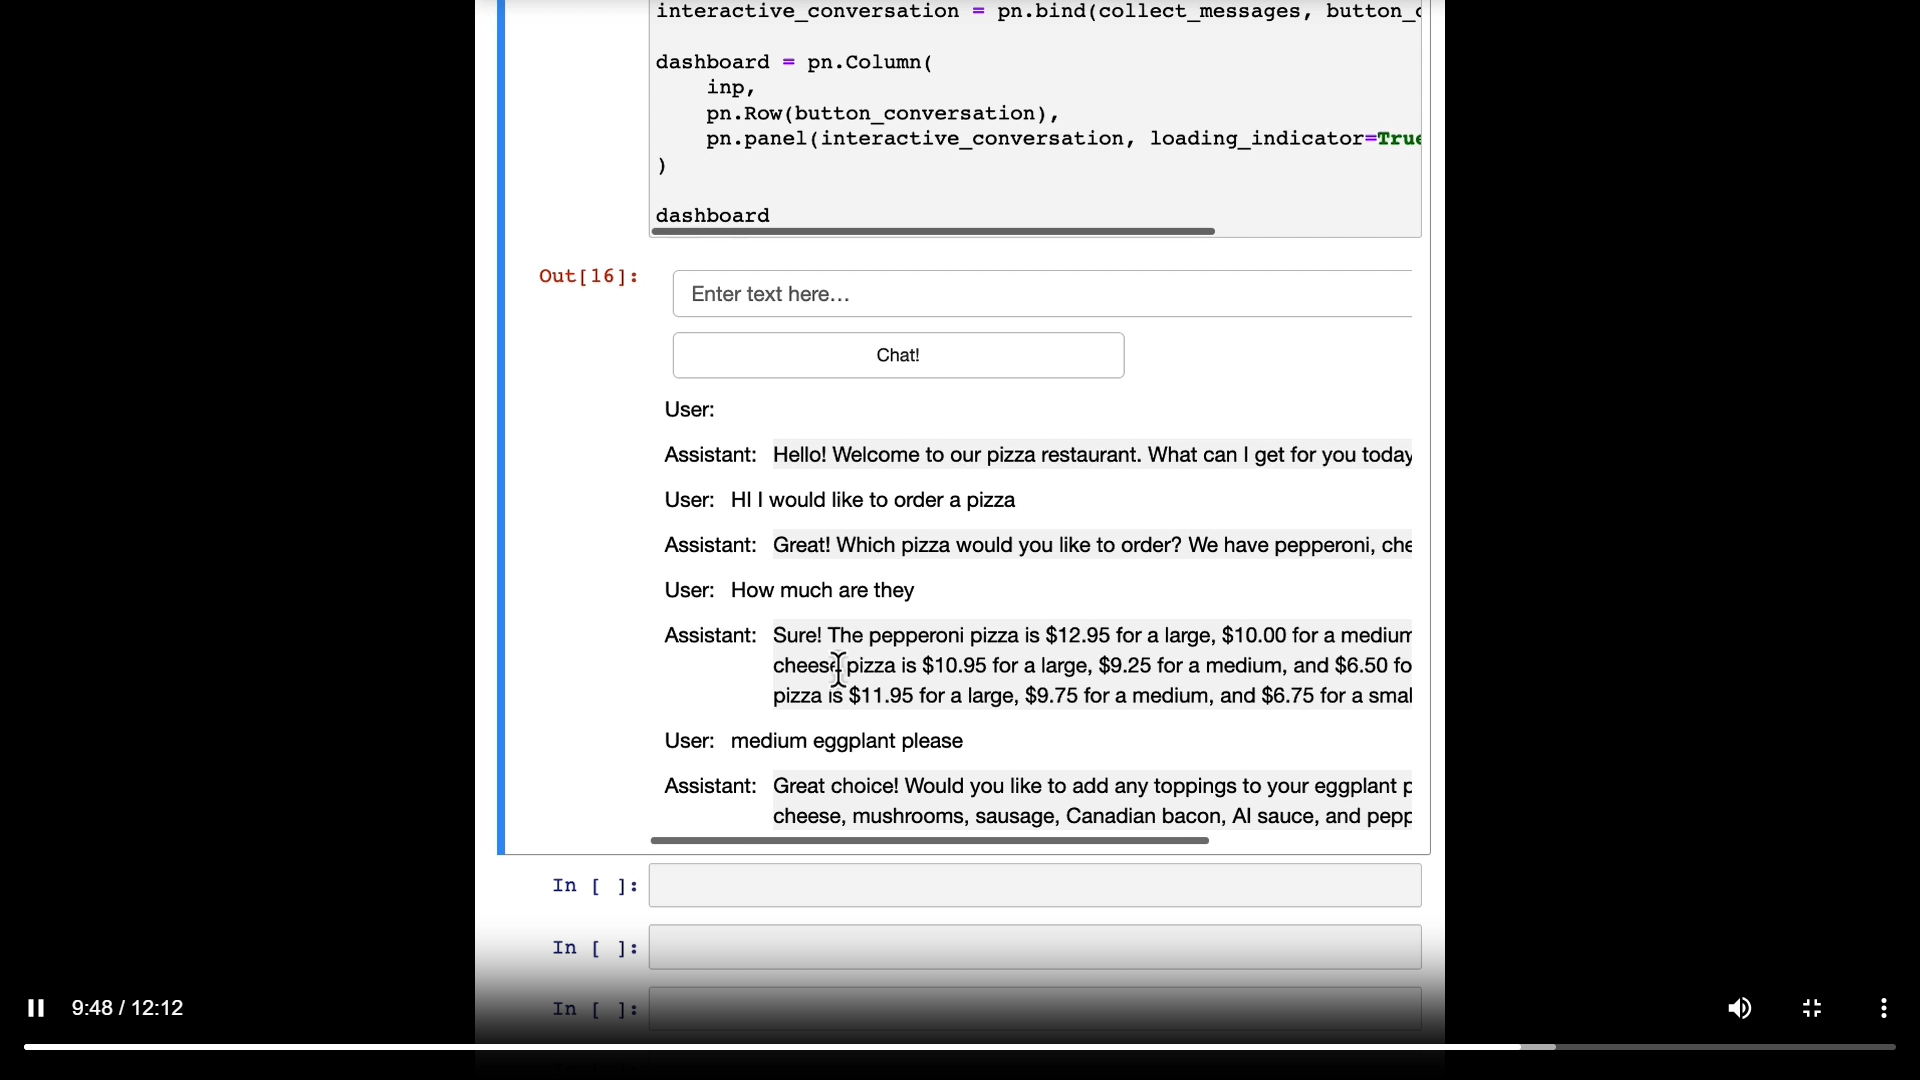 interactive_conversation = pn.bind(collect_messages, button_c
dashboard = pn.Column(
    inp,
    pn.Row(button_conversation),
    pn.panel(interactive_conversation, loading_indicator=True
)
dashboard
Out[16]:
Enter text here...
Chat!
User:
Assistant: Hello! Welcome to our pizza restaurant. What can I get for you today
User: HI I would like to order a pizza
Assistant: Great! Which pizza would you like to order? We have pepperoni, che
User: How much are they
Assistant: Sure! The pepperoni pizza is $12.95 for a large, $10.00 for a medium
cheese pizza is $10.95 for a large, $9.25 for a medium, and $6.50 fo
pizza is $11.95 for a large, $9.75 for a medium, and $6.75 for a smal
User: medium eggplant please
Assistant: Great choice! Would you like to add any toppings to your eggplant p
cheese, mushrooms, sausage, Canadian bacon, AI sauce, and pepp
In [ ]:
In [ ]:
In [ ]:
9:48 / 12:12